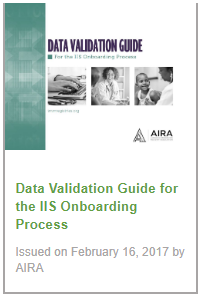 DATA VALIDATION GUIDE
For the IIS Onboarding Process
AIRA
Data Validation Guide for
the IIS Onboarding
Process
Issued on February 16, 2017 by
AIRA